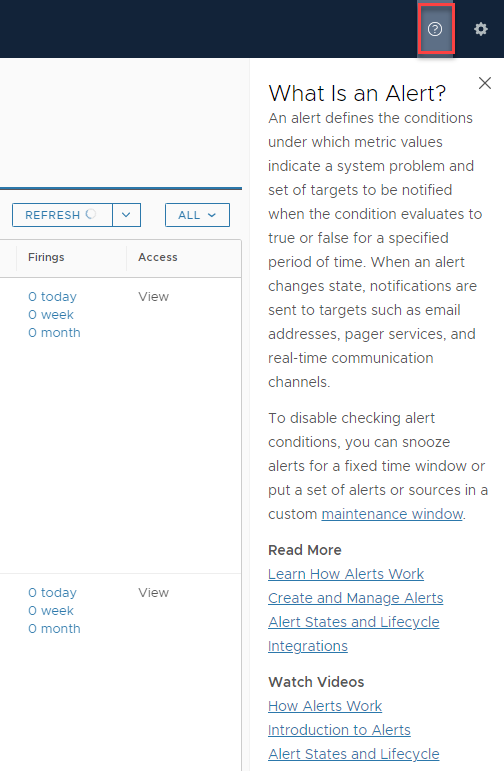 What Is an Alert?
An alert defines the conditions
under which metric values
indicate a system problem and
set of targets to be notified
when the condition evaluates to
true or false for a specified
period of time. When an alert
changes state, notifications are
sent to targets such as email
addresses, pager services, and
real-time communication
channels.
To disable checking alert
conditions, you can snooze
alerts for a fixed time window or
put a set of alerts or sources in a
custom maintenance window.
Read More
Learn How Alerts Work
Create and Manage Alerts
Alert States and Lifecycle
Integrations
Watch Videos
How Alerts Work
Introduction to Alerts
Alert States and Lifecycle
REFRESH
ALL
Firings Access
0 today View
0 week
0 month
0 today View
0 week
0 month